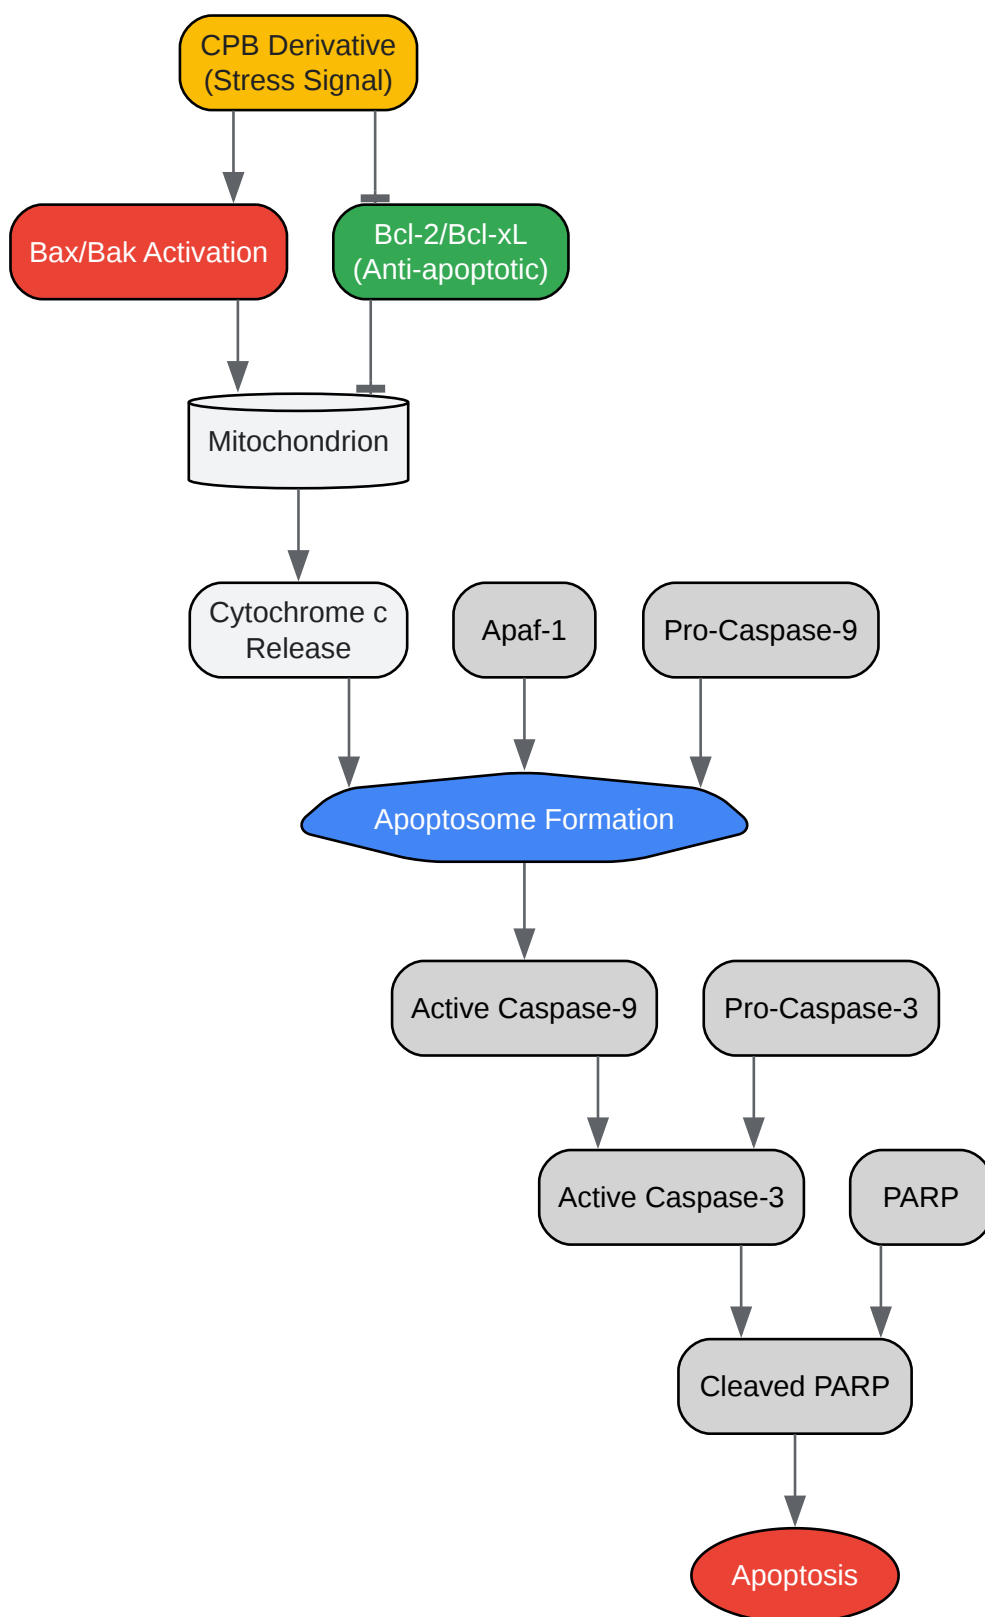 CPB Derivative
(Stress Signal)
Bax/Bak Activation
Bcl-2/Bcl-xL
(Anti-apoptotic)
Mitochondrion
Cytochrome c
Release
Apaf-1
Pro-Caspase-9
Apoptosome Formation
Active Caspase-9
Pro-Caspase-3
Active Caspase-3
PARP
Cleaved PARP
Apoptosis